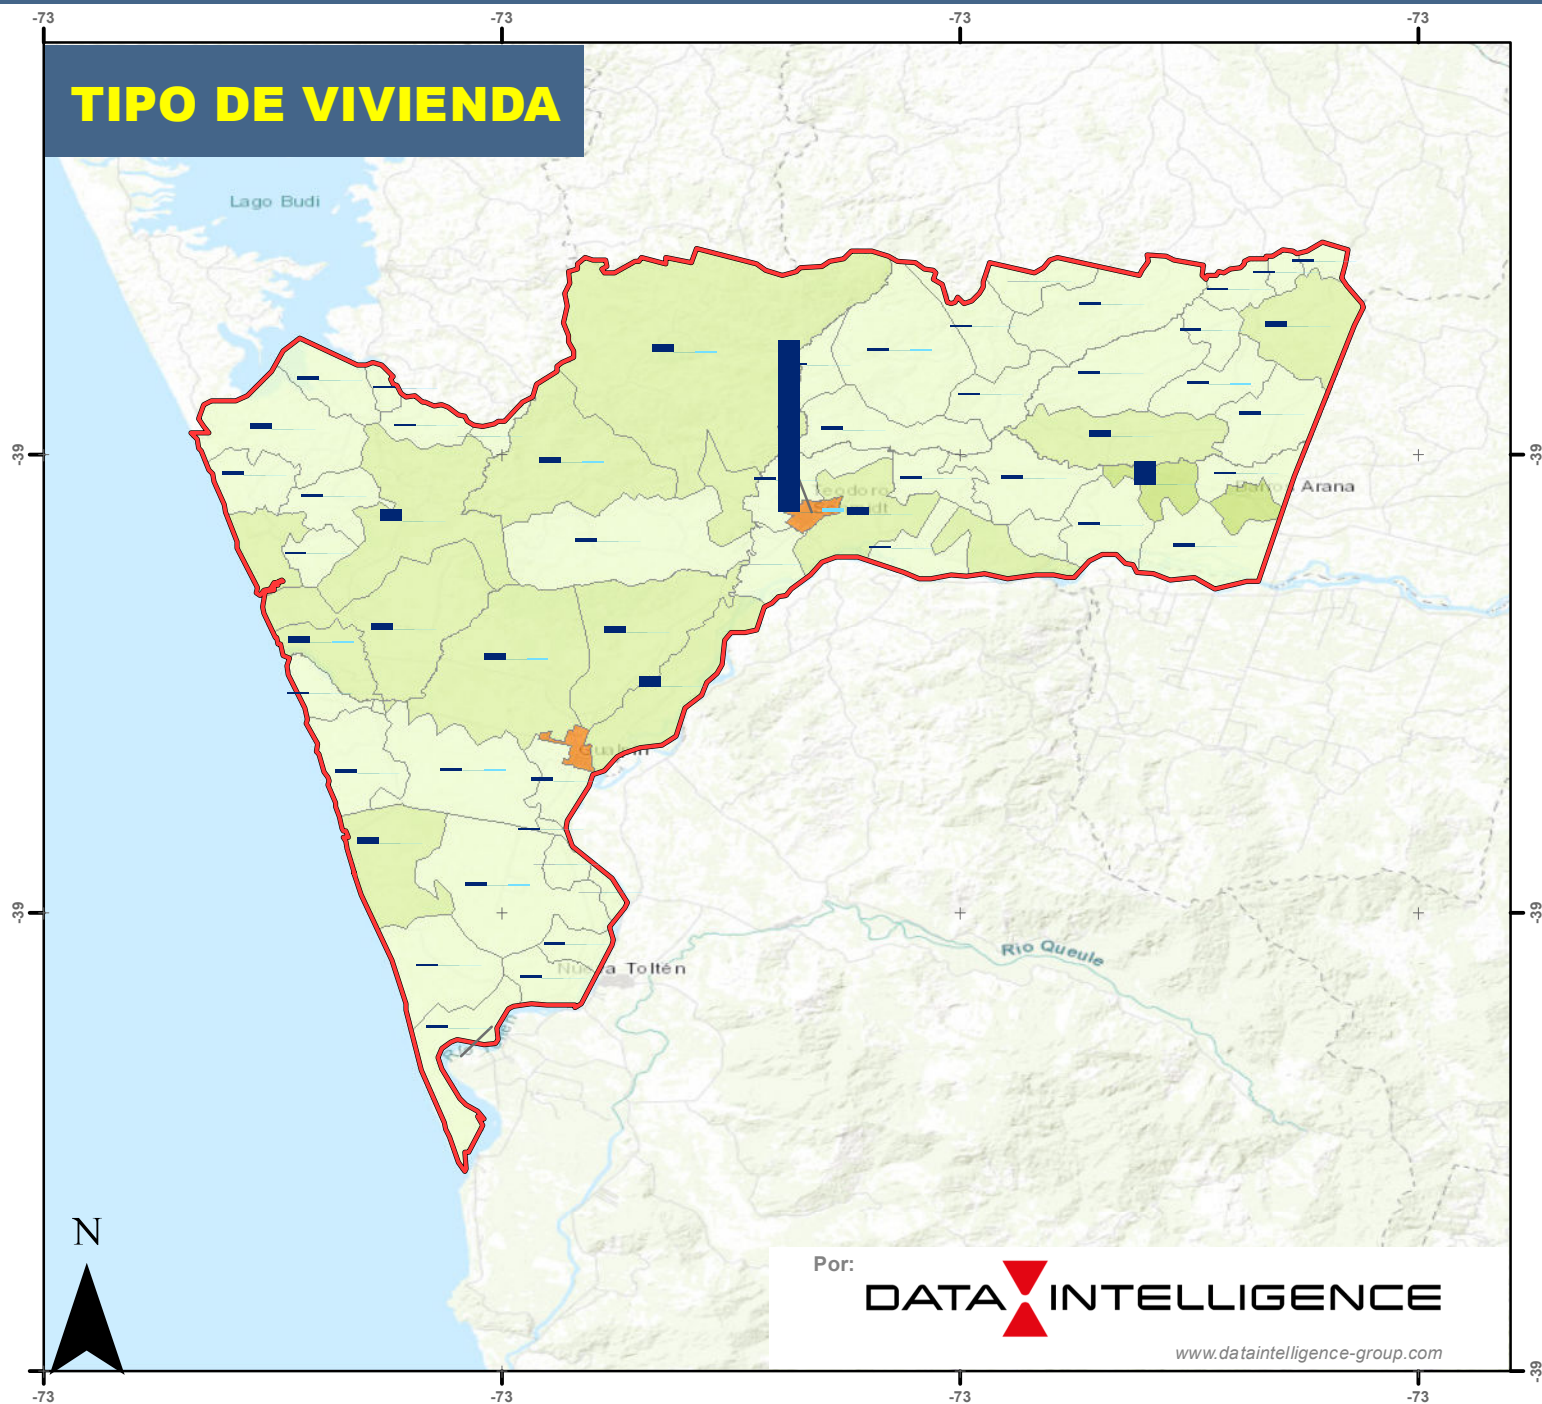 -73
-73
-73
-73
TIPO DE VIVIENDA
Lago Budi
-39
-39
Teodoro
Arana
-39
-39
Río Queule
Toltén
N
Por:
DATA INTELLIGENCE
www.dataintelligence-group.com
-39
-73
-73
-73
-73